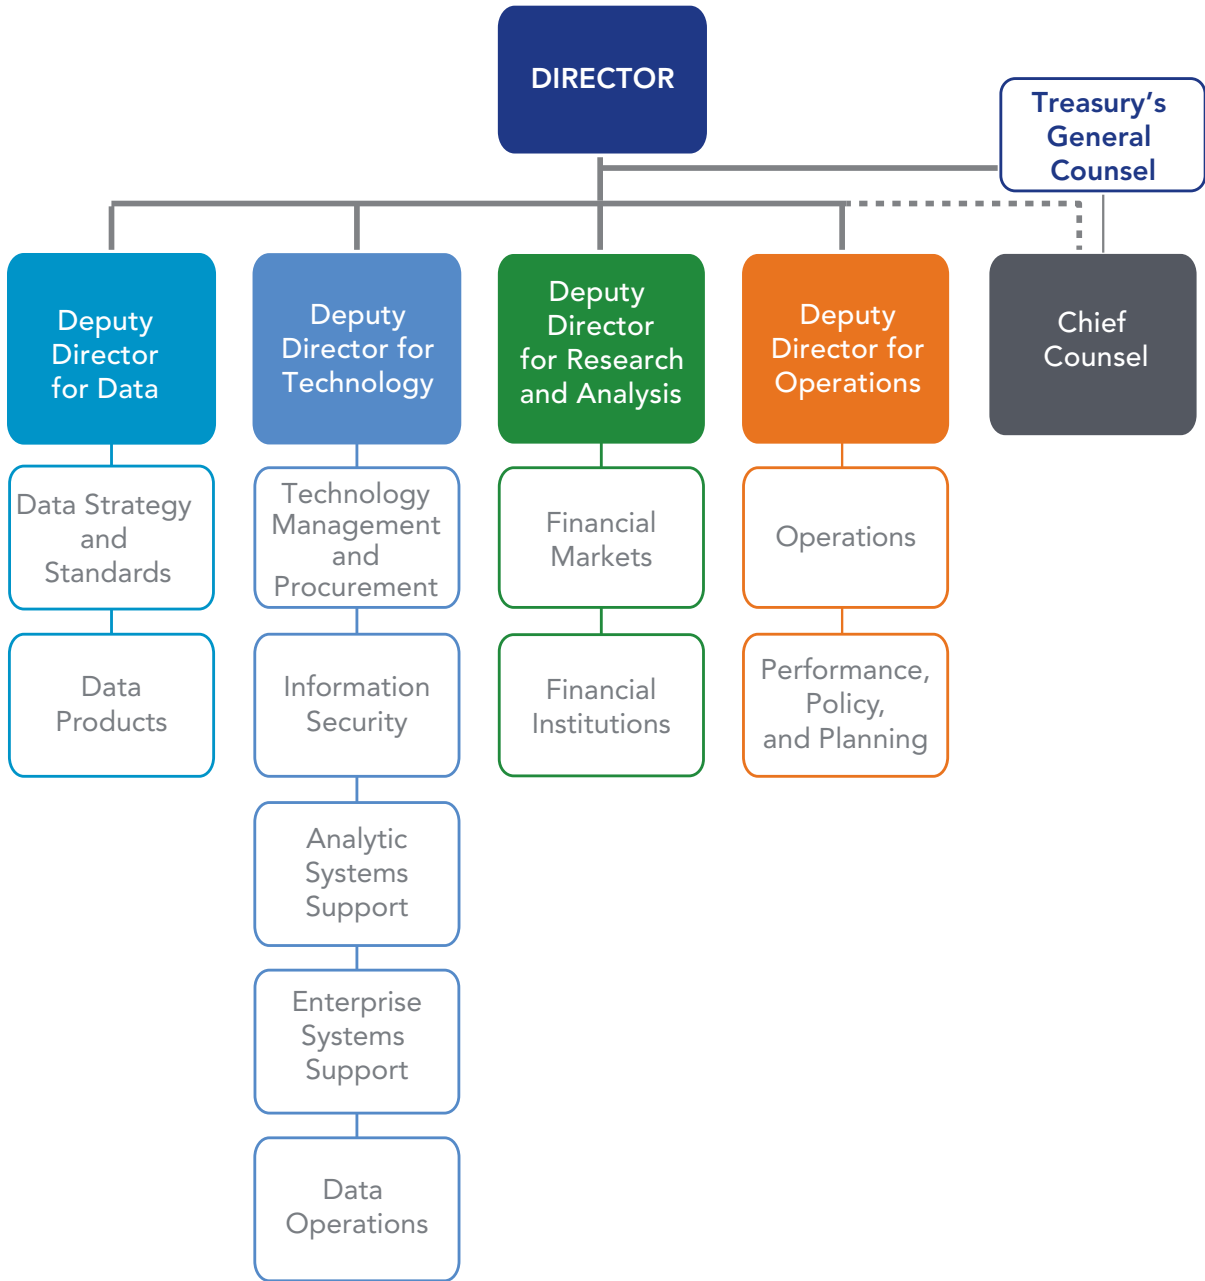 DIRECTOR
Treasury’s
General
Counsel
Deputy
Director
for Data
Deputy
Director for
Technology
Deputy
Director
for Research
and Analysis
Deputy
Director for
Operations
Chief
Counsel
Data Strategy
and
Standards
Data
Products
Technology
Management
and
Procurement
Information
Security
Analytic
Systems
Support
Enterprise
Systems
Support
Data
Operations
Financial
Markets
Financial
Institutions
Operations
Performance,
Policy,
and Planning